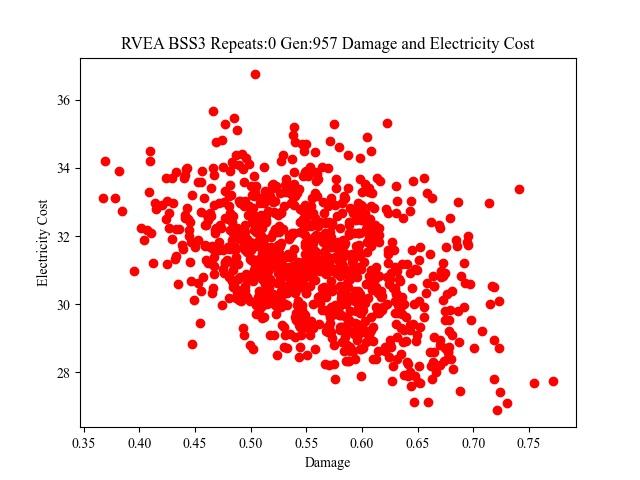 RVEA BSS3 Repeats:0 Gen:957 Damage and Electricity Cost
36
34
32
30
28
Electricity Cost
0.35 0.40 0.45 0.50 0.55 0.60 0.65 0.70 0.75
Damage